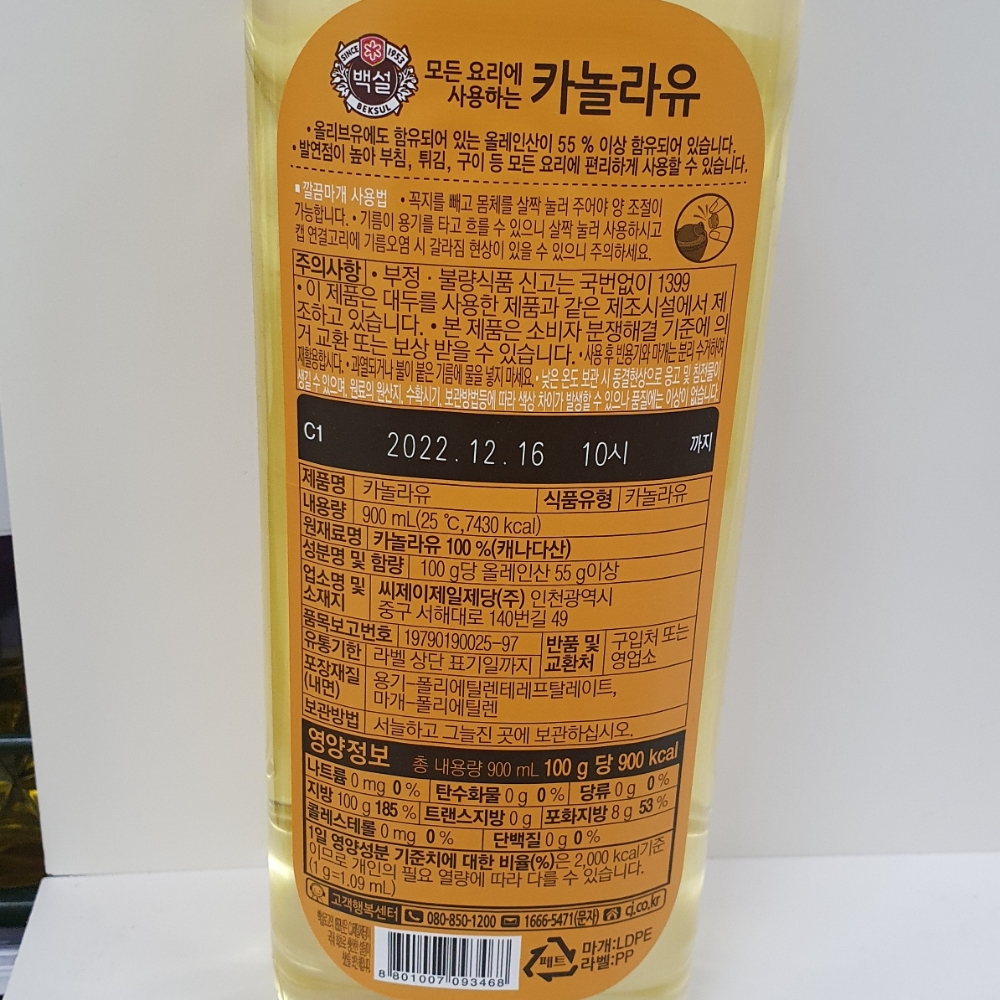 SINCE 1953
백설
BEKSUL
모든 요리에
사용하는
카놀라유
• 올리브유에도 함유되어 있는 올레인산이 55 % 이상 함유되어 있습니다.
• 발연점이 높아 부침, 튀김, 구이 등 모든 요리에 편리하게 사용할 수 있습니다.
▪ 깔끔마개 사용법 • 꼭지를 빼고 몸체를 살짝 눌러 주어야 양 조절이
가능합니다. • 기름이 용기를 타고 흐를 수 있으니 살짝 눌러 사용하시고
캡 연결고리에 기름오염 시 갈라짐 현상이 있을 수 있으니 주의하세요.
주의사항 • 부정 · 불량식품 신고는 국번없이 1399
• 이 제품은 대두를 사용한 제품과 같은 제조시설에서 제
조하고 있습니다. • 본 제품은 소비자 분쟁해결 기준에 의
거 교환 또는 보상 받을 수 있습니다. • 사용 후 빈용기와 마개는 분리 수거하여
재활용합시다. • 과열되거나 불이 붙은 기름에 물을 넣지 마세요. • 낮은 온도 보관 시 동결현상으로 응고 및 침전물이
생길 수 있으며, 원료의 원산지, 수확시기, 보관방법등에 따라 색상 차이가 발생할 수 있으나 품질에는 이상이 없습니다.
C1 2022.12.16 10시 까지
제품명 카놀라유 식품유형 카놀라유
내용량 900 mL(25 ℃,7430 kcal)
원재료명 카놀라유 100 %(캐나다산)
성분명 및 함량 100 g당 올레인산 55 g이상
업소명 및 소재지 씨제이제일제당(주) 인천광역시
중구 서해대로 140번길 49
품목보고번호 19790190025-97 반품 및 교환처 구입처 또는 영업소
유통기한 라벨 상단 표기일까지
포장재질 (내면) 용기-폴리에틸렌테레프탈레이트,
마개-폴리에틸렌
보관방법 서늘하고 그늘진 곳에 보관하십시오.
영양정보 총 내용량 900 mL 100 g 당 900 kcal
나트륨 0 mg 0 % 탄수화물 0 g 0 % 당류 0 g 0 %
지방 100 g 185 % 트랜스지방 0 g 포화지방 8 g 53 %
콜레스테롤 0 mg 0 % 단백질 0 g 0 %
1일 영양성분 기준치에 대한 비율(%)은 2,000 kcal기준
이므로 개인의 필요 열량에 따라 다를 수 있습니다.
(1 g=1.09 mL)
고객행복센터 080-850-1200 1666-5471(문자) cj.co.kr
8 801007 093468
페트
마개:LDPE
라벨:PP